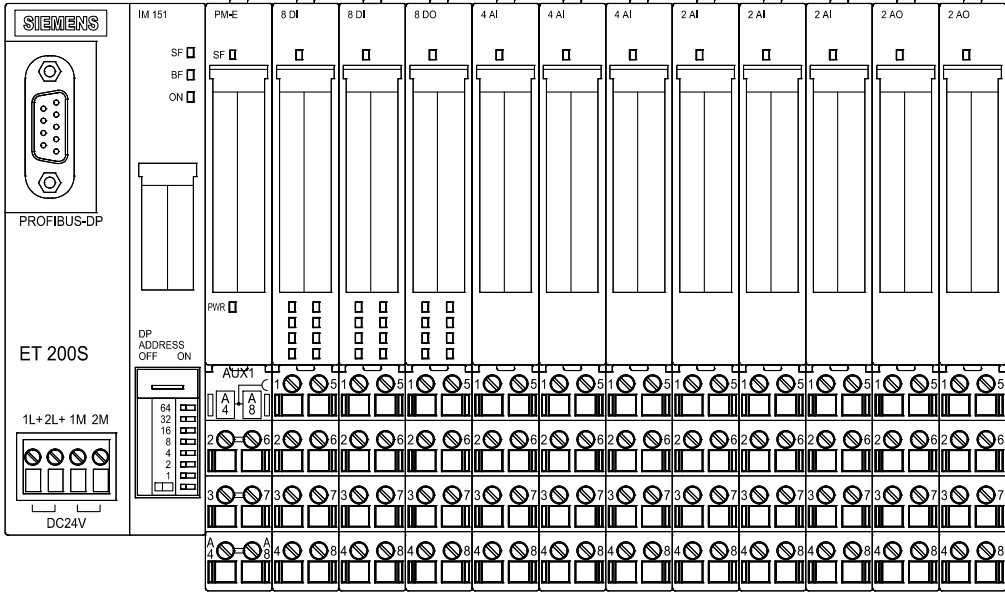 SIEMENS
IM 151
PM-E
8 DI
8 DI
8 DO
4 AI
4 AI
4 AI
2 AI
2 AI
2 AI
2 AO
2 AO
SF
SF
BF
ON
PROFIBUS-DP
PWR
DP
ADDRESS
OFF ON
ET 200S
AUX1
A
4
A
8
1 5 1 5 1 5 1 5 1 5 1 5 1 5 1 5 1 5 1 5 1 5
64
32
16
8
4
2
1
1L+ 2L+ 1M 2M
2 6 2 6 2 6 2 6 2 6 2 6 2 6 2 6 2 6 2 6 2 6 2 6
3 7 3 7 3 7 3 7 3 7 3 7 3 7 3 7 3 7 3 7 3 7 3 7
DC24V
A
4
A
8
4 8 4 8 4 8 4 8 4 8 4 8 4 8 4 8 4 8 4 8 4 8